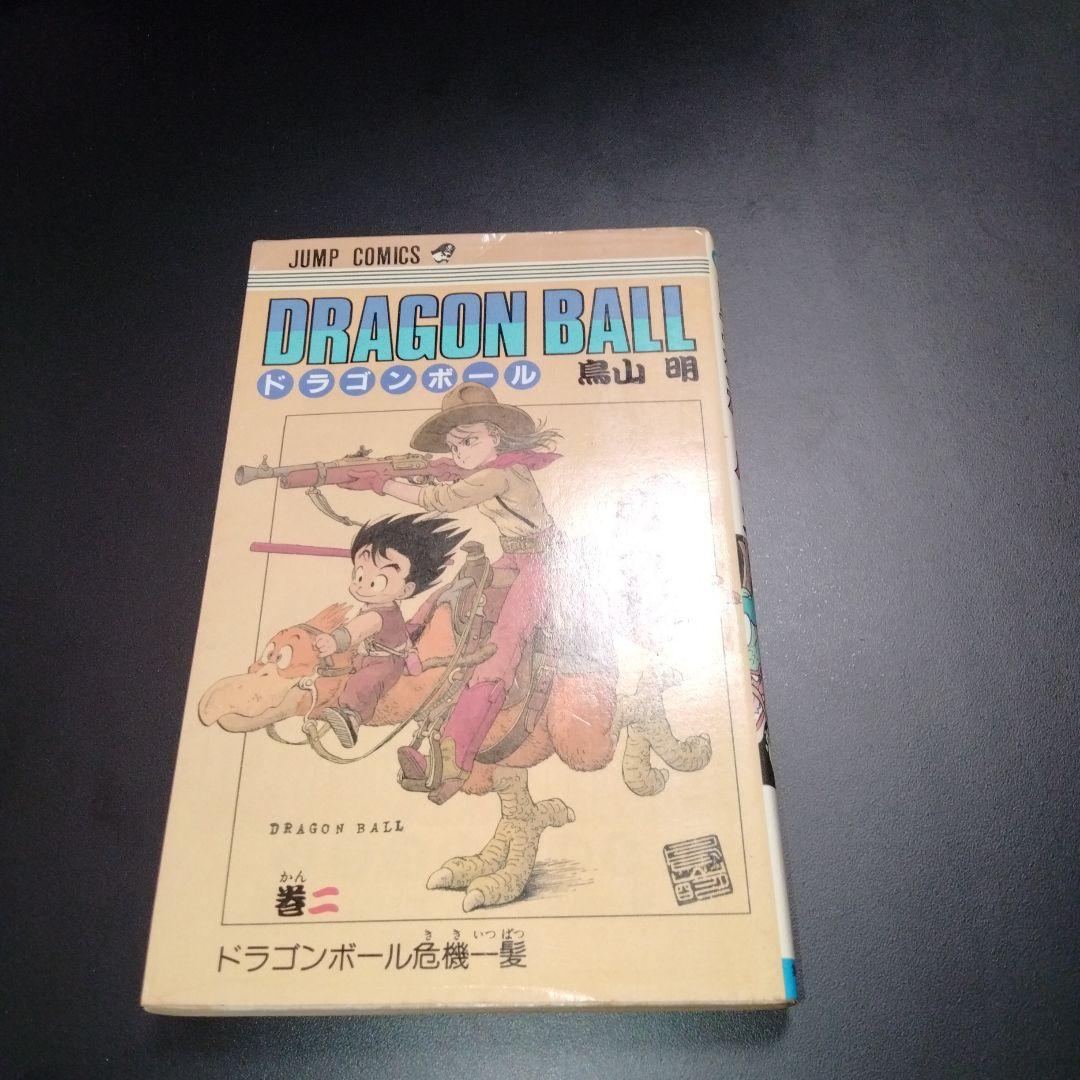 JUMP COMICS
DRAGON BALL
ドラゴンボール
鳥山 明
DRAGON BALL
かん
巻二
き き いっ ぱつ
ドラゴンボール危機一髪